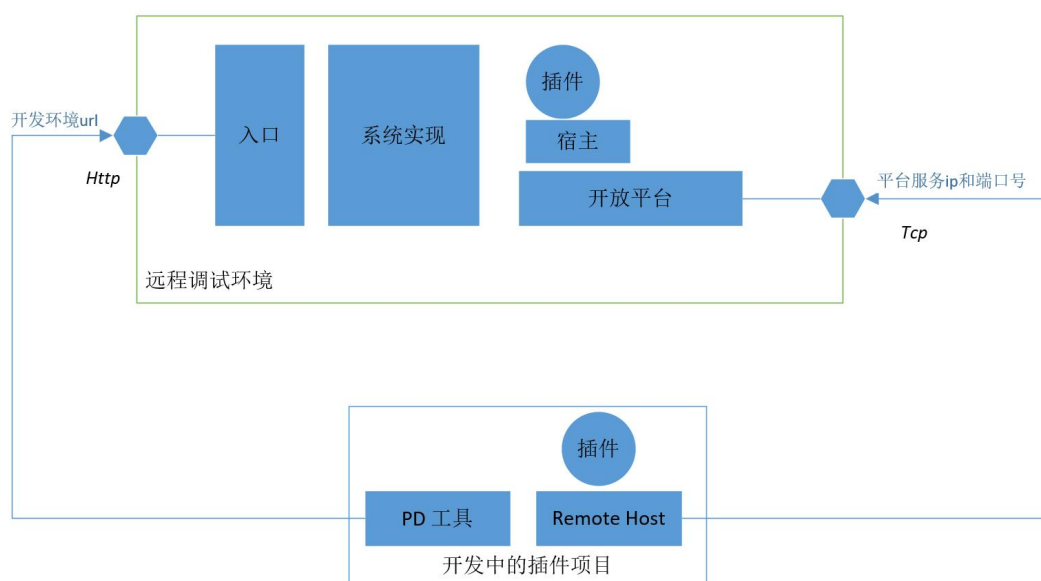 插件
开发环境url
入口
系统实现
宿主
Http
开放平台
平台服务ip和端口号
Tcp
远程调试环境
插件
PD 工具
Remote Host
开发中的插件项目